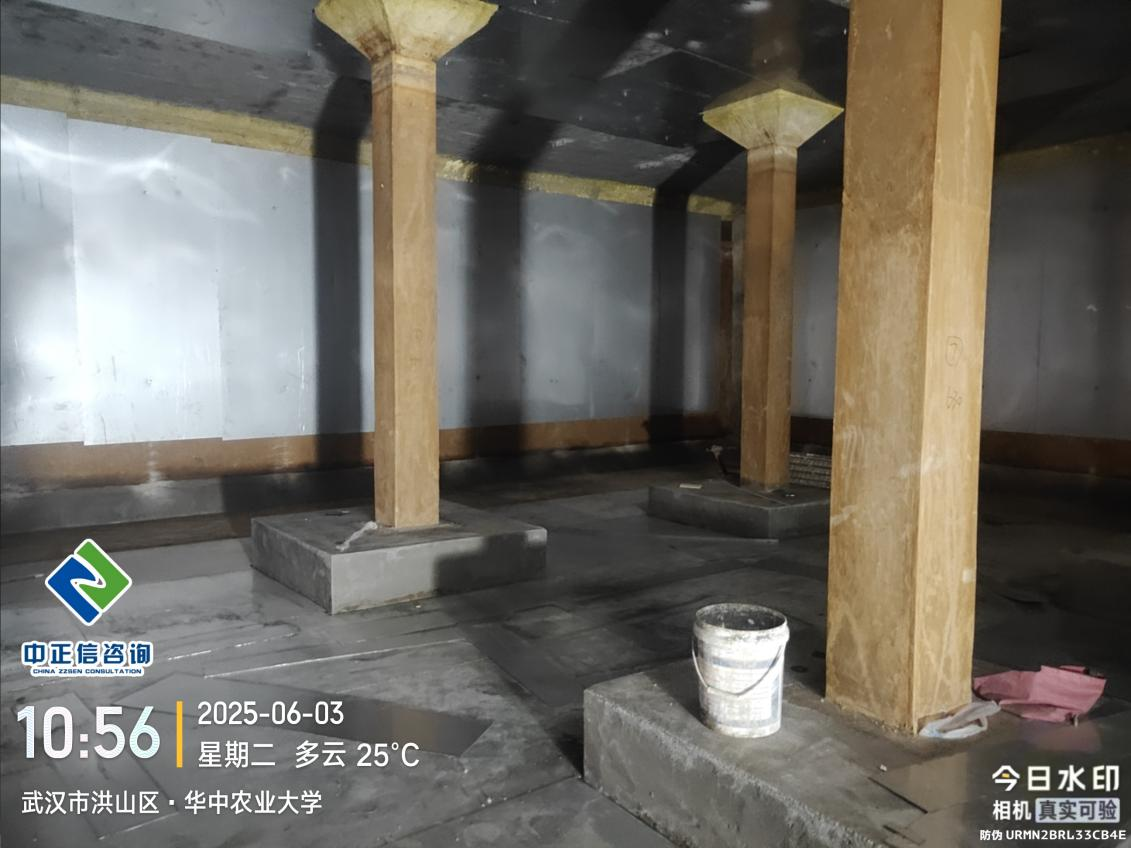 中正信咨询
CHINA ZZSEN CONSULTATION
10:56
2025-06-03
星期二 多云 25℃
武汉市洪山区·华中农业大学
今日水印
相机 真实可验
防伪 URMN2BRL33CB4E